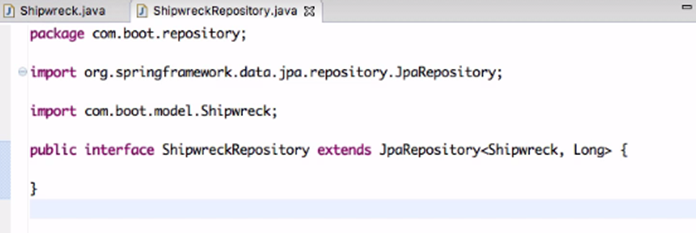 Shipwreck.java ShipwreckRepository.java
package com.boot.repository;
import org.springframework.data.jpa.repository.JpaRepository;
import com.boot.model.Shipwreck;
public interface ShipwreckRepository extends JpaRepository<Shipwreck, Long> {
}